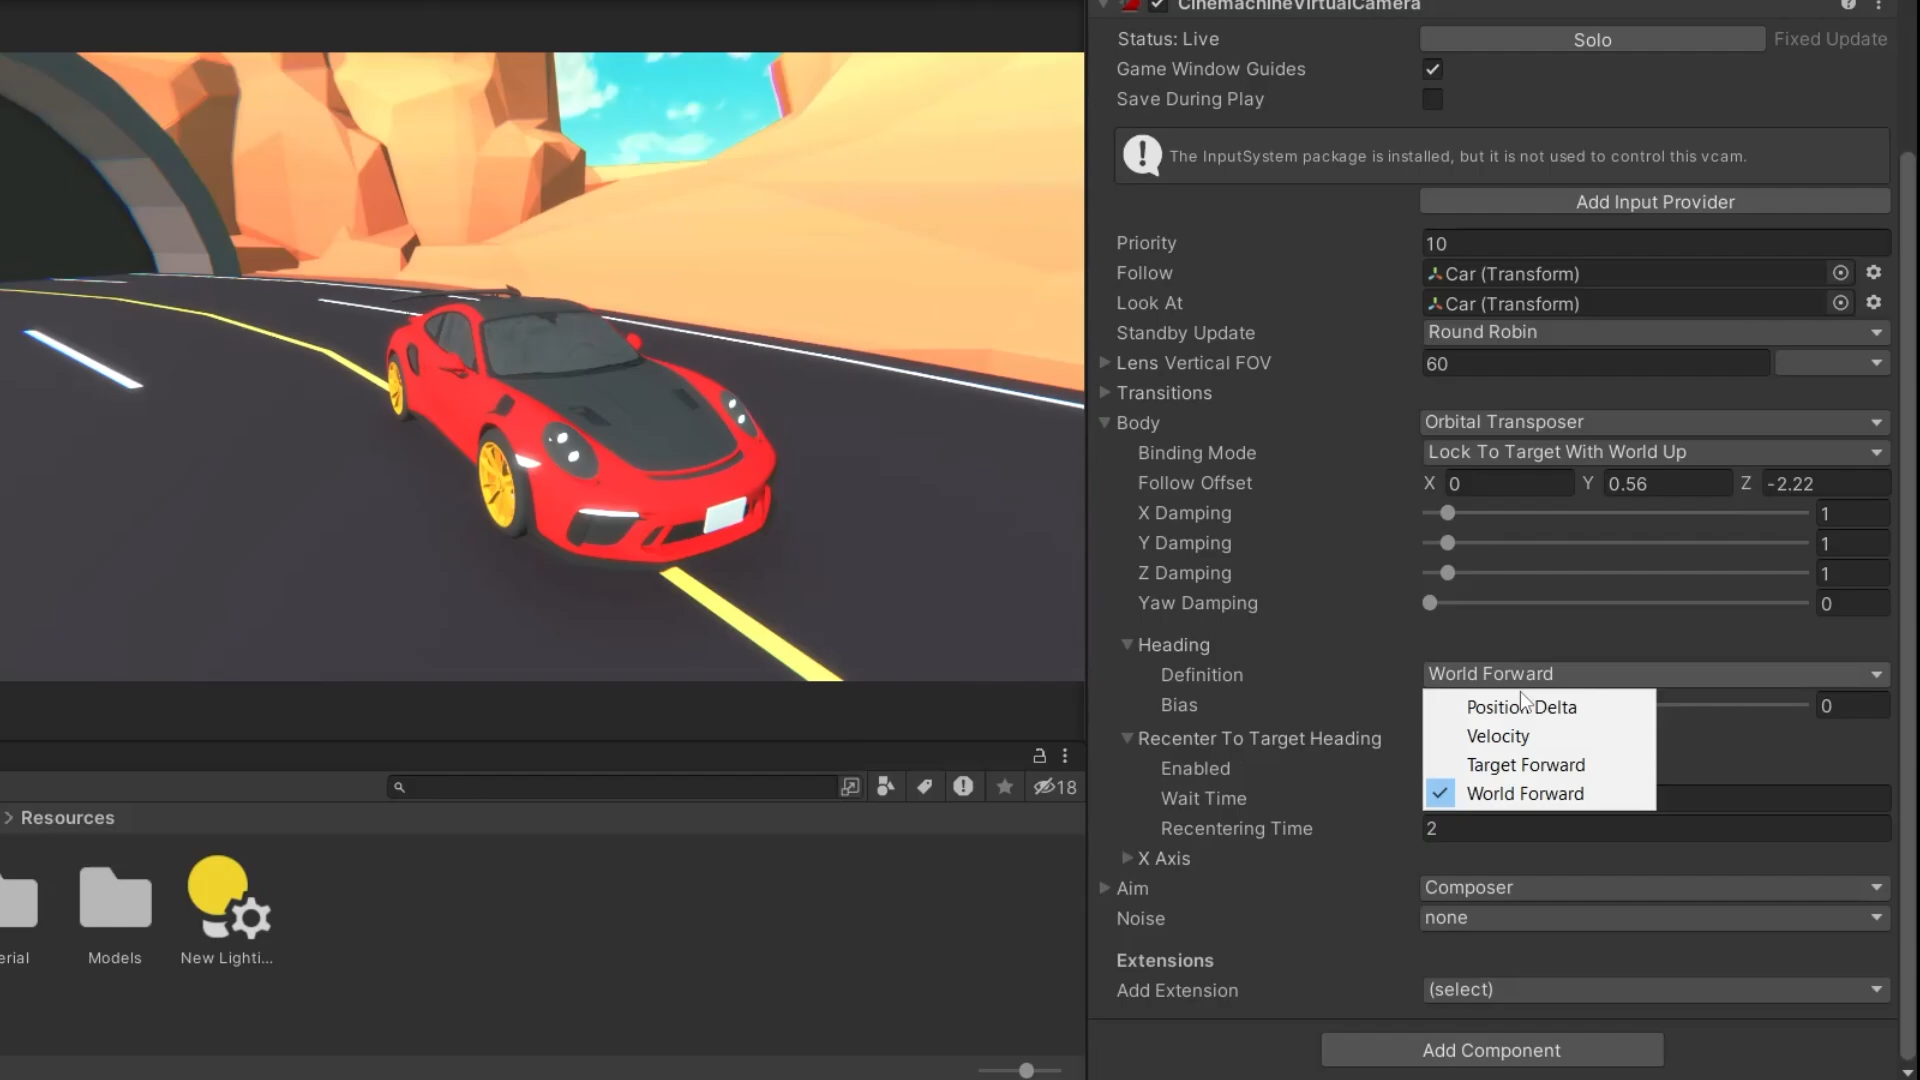 CinemachineVirtualCamera
Status: Live
Solo
Fixed Update
Game Window Guides
Save During Play
The InputSystem package is installed, but it is not used to control this vcam.
Add Input Provider
Priority 10
Follow Car (Transform)
Look At Car (Transform)
Standby Update Round Robin
Lens Vertical FOV 60
Transitions
Body Orbital Transposer
Binding Mode Lock To Target With World Up
Follow Offset X 0 Y 0.56 Z -2.22
X Damping 1
Y Damping 1
Z Damping 1
Yaw Damping 0
Heading
Definition World Forward
Bias 0
Position Delta
Velocity
Target Forward
World Forward
Recenter To Target Heading
Enabled
Wait Time
Recentering Time 2
X Axis
Aim Composer
Noise none
Extensions
Add Extension (select)
Add Component
18
Resources
erial
Models
New Lighti...